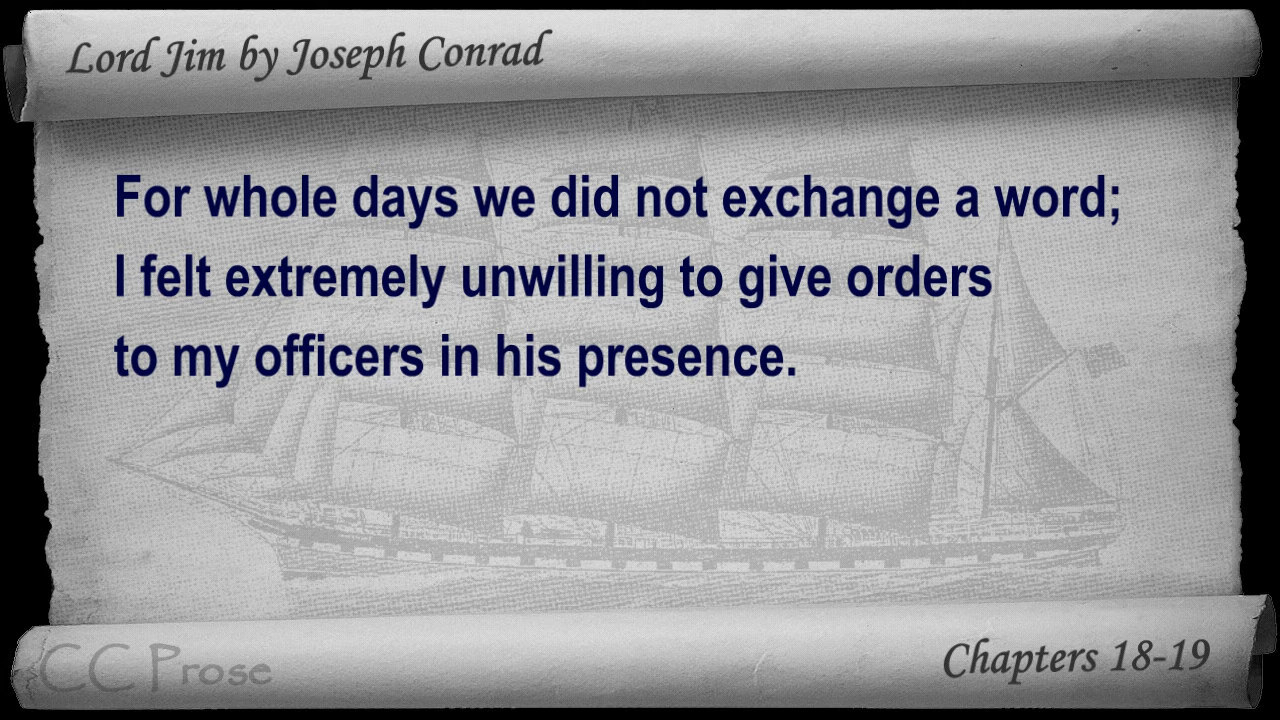 Lord Jim by Joseph Conrad
For whole days we did not exchange a word;
I felt extremely unwilling to give orders
to my officers in his presence.
CC Prose
Chapters 18-19